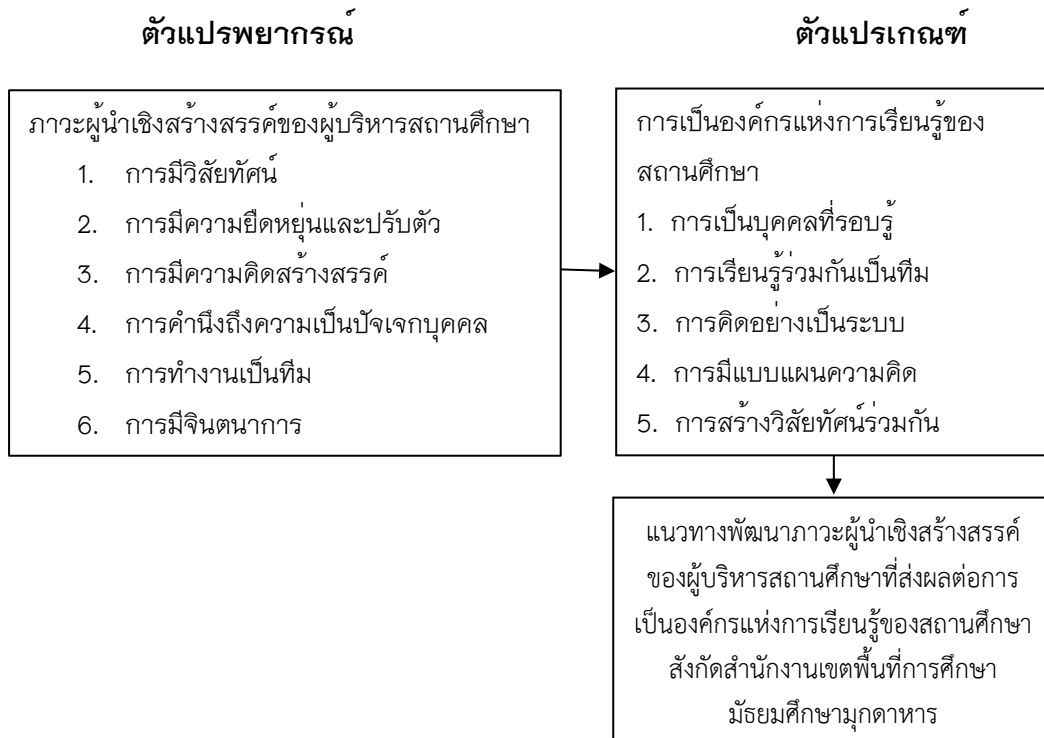 ตัวแปรพยากรณ์
ตัวแปรเกณฑ์
ภาวะผู้นำเชิงสร้างสรรค์ของผู้บริหารสถานศึกษา
1. การมีวิสัยทัศน์
2. การมีความยืดหยุ่นและปรับตัว
3. การมีความคิดสร้างสรรค์
4. การคำนึงถึงความเป็นปัจเจกบุคคล
5. การทำงานเป็นทีม
6. การมีจินตนาการ
การเป็นองค์กรแห่งการเรียนรู้ของ
สถานศึกษา
1. การเป็นบุคคลที่รอบรู้
2. การเรียนรู้ร่วมกันเป็นทีม
3. การคิดอย่างเป็นระบบ
4. การมีแบบแผนความคิด
5. การสร้างวิสัยทัศน์ร่วมกัน
แนวทางพัฒนาภาวะผู้นำเชิงสร้างสรรค์
ของผู้บริหารสถานศึกษาที่ส่งผลต่อการ
เป็นองค์กรแห่งการเรียนรู้ของสถานศึกษา
สังกัดสำนักงานเขตพื้นที่การศึกษา
มัธยมศึกษามุกดาหาร